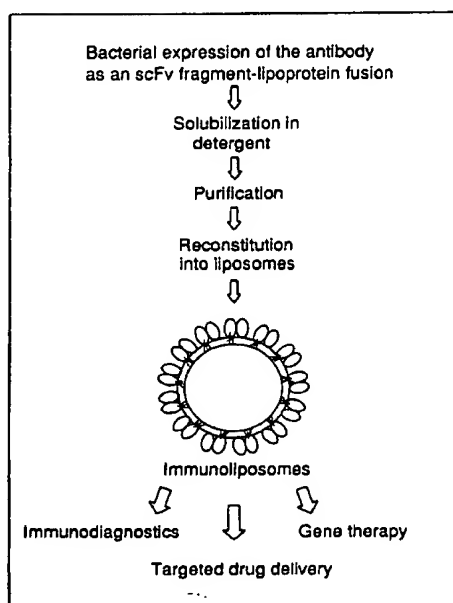 Bacterial expression of the antibody
as an scFv fragment-lipoprotein fusion
Solubilization in
detergent
Purification
Reconstitution
into liposomes
Immunoliposomes
Immunodiagnostics
Gene therapy
Targeted drug delivery